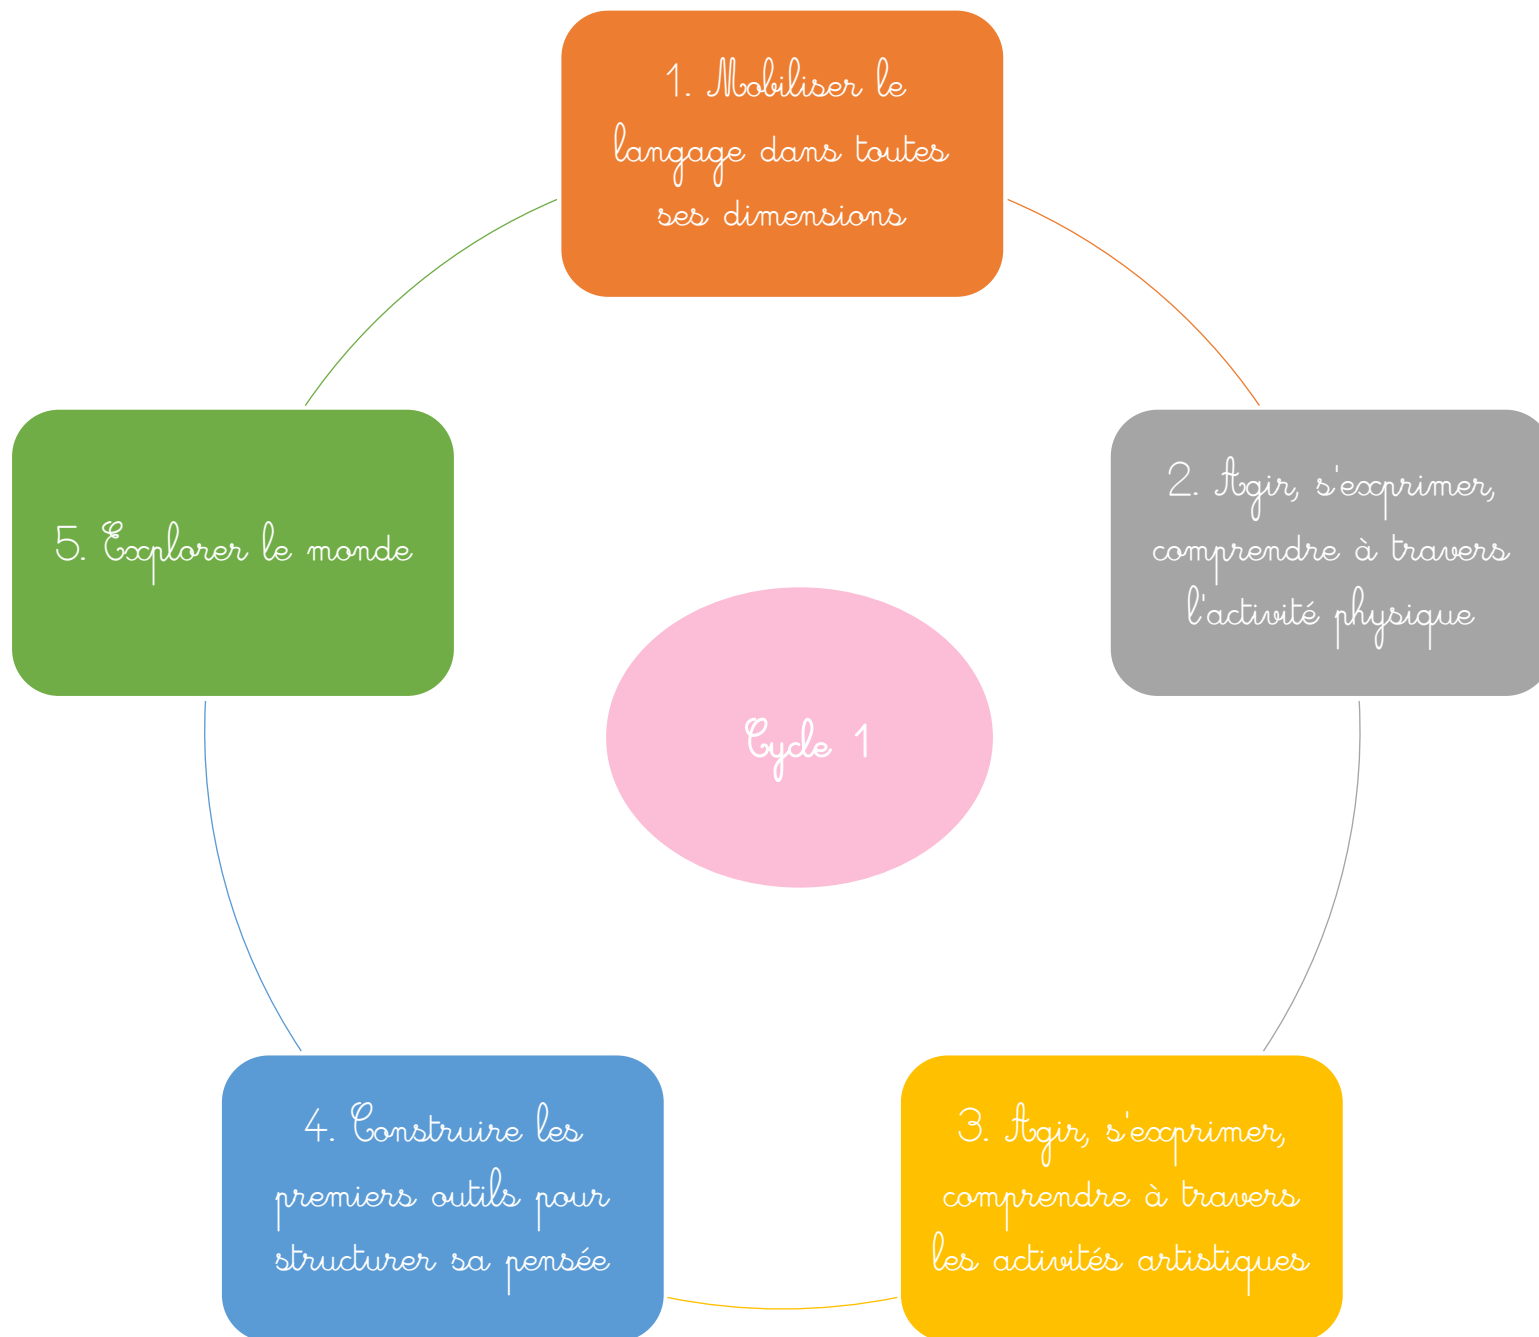 1. Mobiliser le
langage dans toutes
ses dimensions
2. Agir, s'exprimer,
comprendre à travers
l'activité physique
3. Agir, s'exprimer,
comprendre à travers
les activités artistiques
4. Construire les
premiers outils pour
structurer sa pensée
5. Explorer le monde
Cycle 1